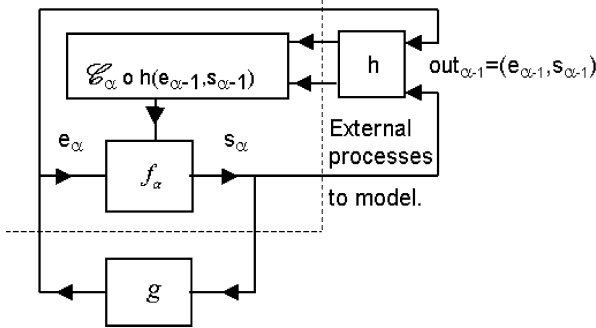 𝒞α o h(eα-1,sα-1)
h
outα-1=(eα-1,sα-1)
eα
sα
fα
External
processes
to model.
g